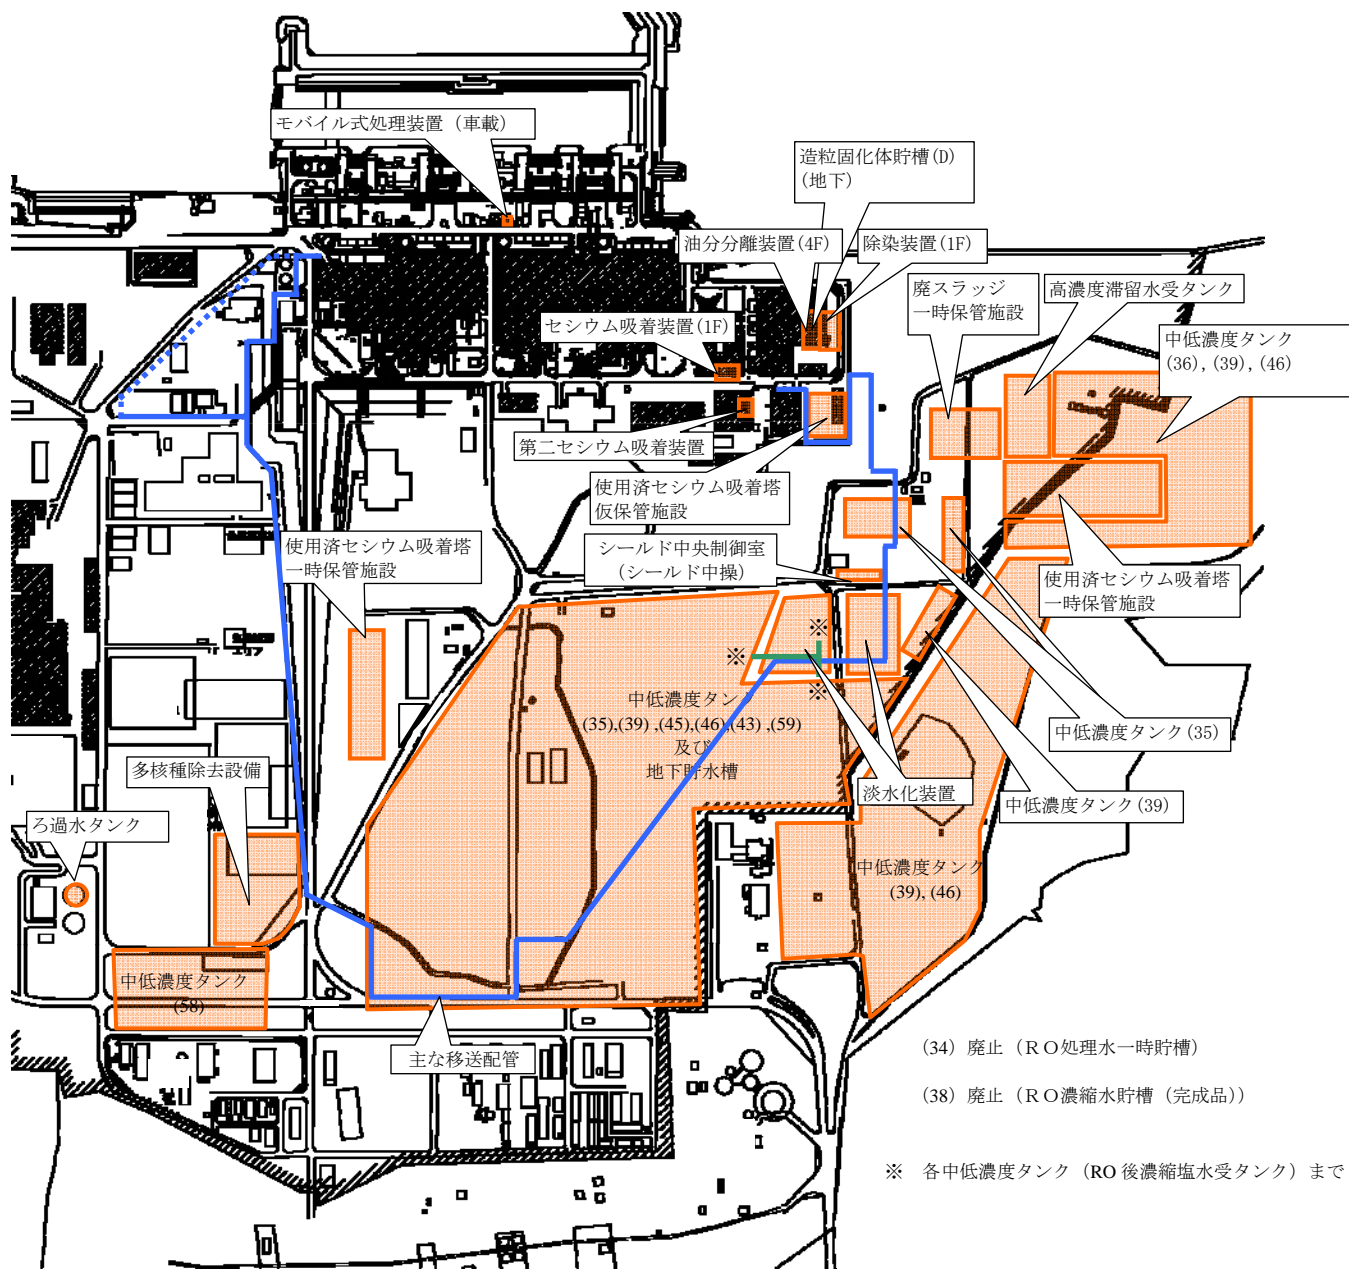 モバイル式処理装置（車載）
造粒固化体貯槽(D)
(地下)
油分分離装置(4F)
除染装置(1F)
廃スラッジ
一時保管施設
高濃度滞留水受タンク
中低濃度タンク
(36), (39), (46)
セシウム吸着装置(1F)
第二セシウム吸着装置
使用済セシウム吸着塔
仮保管施設
使用済セシウム吸着塔
一時保管施設
シールド中央制御室
（シールド中操）
使用済セシウム吸着塔
一時保管施設
※
※
※
中低濃度タンク
(35),(39) ,(45),(46),(43) ,(59)
及び
地下貯水槽
中低濃度タンク(35)
淡水化装置
中低濃度タンク(39)
多核種除去設備
ろ過水タンク
中低濃度タンク
(39), (46)
中低濃度タンク
(58)
主な移送配管
(34) 廃止（ＲＯ処理水一時貯槽）
(38) 廃止（ＲＯ濃縮水貯槽（完成品））
※　各中低濃度タンク（RO 後濃縮塩水受タンク）まで